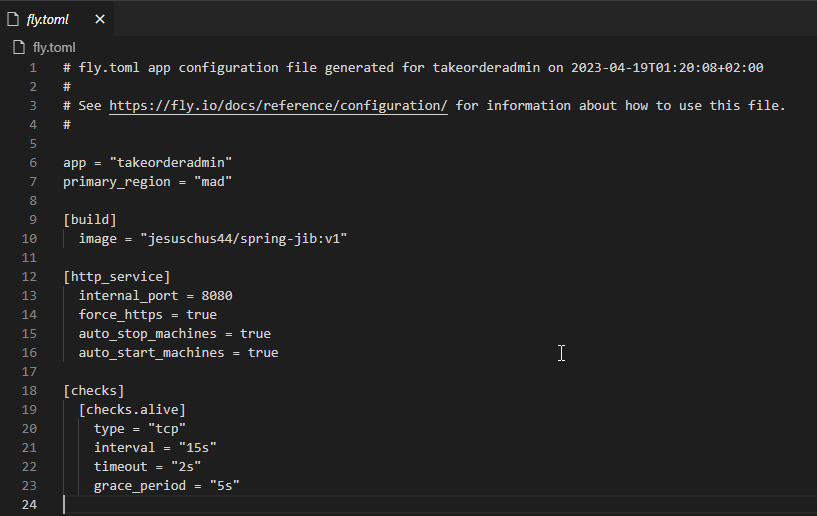 fly.toml ×
fly.toml
1 # fly.toml app configuration file generated for takeorderadmin on 2023-04-19T01:20:08+02:00
2 #
3 # See https://fly.io/docs/reference/configuration/ for information about how to use this file.
4 #
5
6 app = "takeorderadmin"
7 primary_region = "mad"
8
9 [build]
10   image = "jesuschus44/spring-jib:v1"
11
12 [http_service]
13   internal_port = 8080
14   force_https = true
15   auto_stop_machines = true
16   auto_start_machines = true
17
18 [checks]
19   [checks.alive]
20     type = "tcp"
21     interval = "15s"
22     timeout = "2s"
23     grace_period = "5s"
24